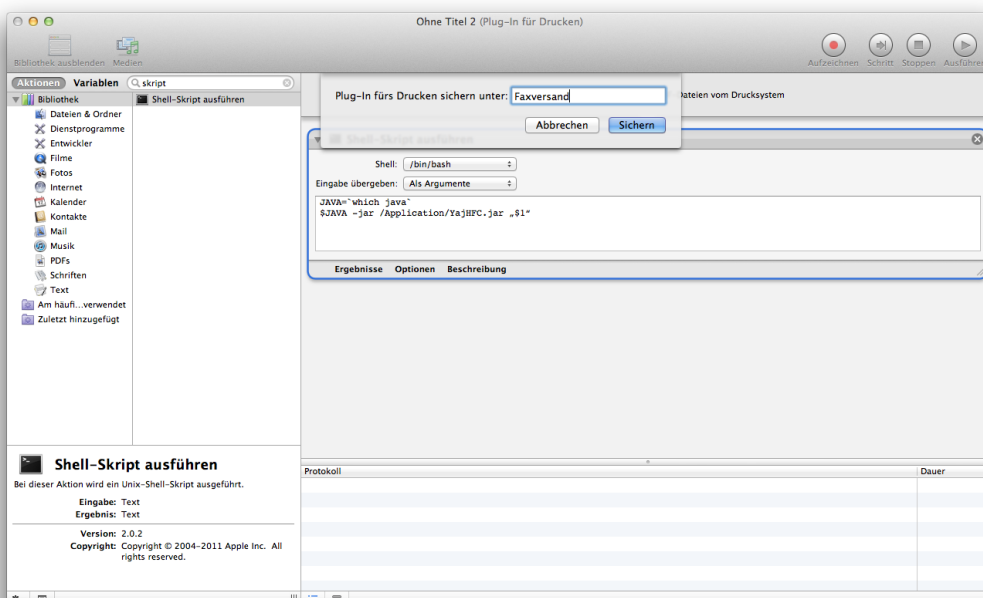 Ohne Titel 2 (Plug-In für Drucken)
Bibliothek ausblenden Medien
Aufzeichnen Schritt Stoppen Ausführen
Aktionen Variablen skript
Bibliothek
Daten & Ordner
Dienstprogramme
Entwickler
Filme
Fotos
Internet
Kalender
Kontakte
Mail
Musik
PDFs
Schriften
Text
Am häufi...verwendet
Zuletzt hinzugefügt
Shell-Skript ausführen
Plug-In fürs Drucken sichern unter: Faxversand
Abbrechen Sichern
Dateien vom Drucksystem
Shell-Skript ausführen
Shell: /bin/bash
Eingabe übergeben: Als Argumente
JAVA=`which java`
$JAVA -jar /Application/YajHFC.jar „$1“
Ergebnisse Optionen Beschreibung
Shell-Skript ausführen
Bei dieser Aktion wird ein Unix-Shell-Skript ausgeführt.
Eingabe: Text
Ergebnis: Text
Version: 2.0.2
Copyright: Copyright © 2004-2011 Apple Inc. All
rights reserved.
Protokoll Dauer